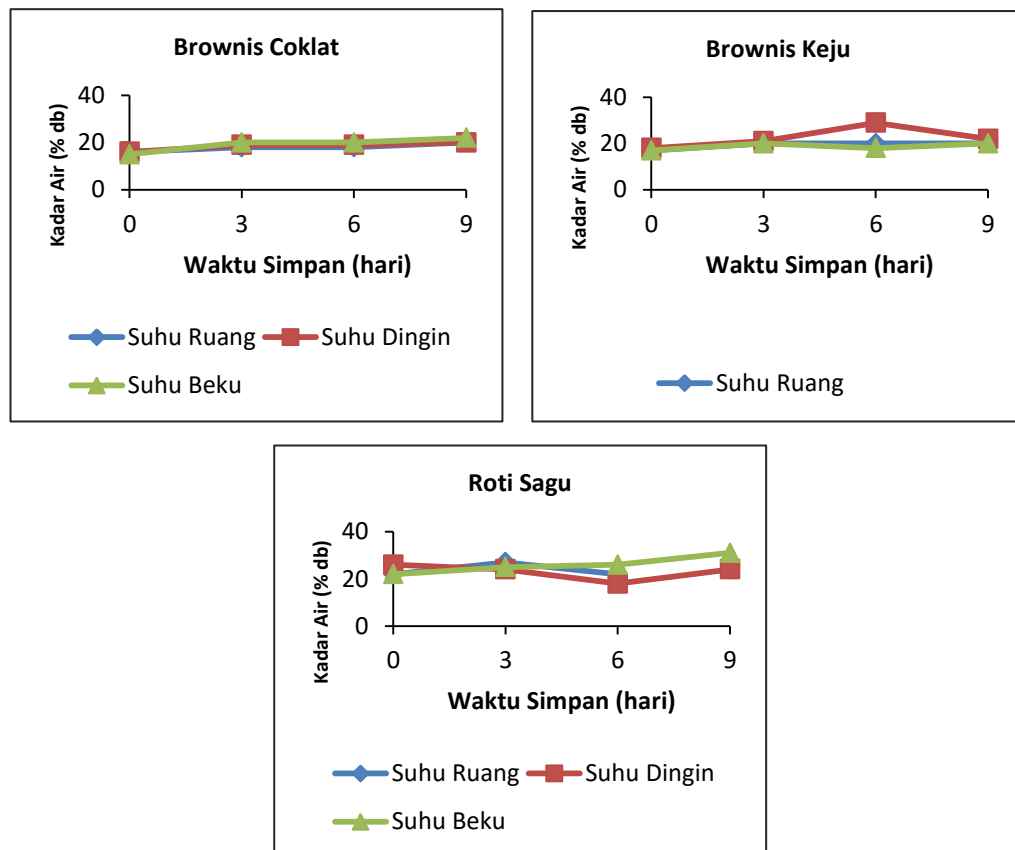 Brownis Coklat
Kadar Air (% db)
40
20
0
0 3 6 9
Waktu Simpan (hari)
Suhu Ruang Suhu Dingin
Suhu Beku
Brownis Keju
Kadar Air (% db)
40
20
0
0 3 6 9
Waktu Simpan (hari)
Suhu Ruang
Roti Sagu
Kadar Air (% db)
40
20
0
0 3 6 9
Waktu Simpan (hari)
Suhu Ruang Suhu Dingin
Suhu Beku